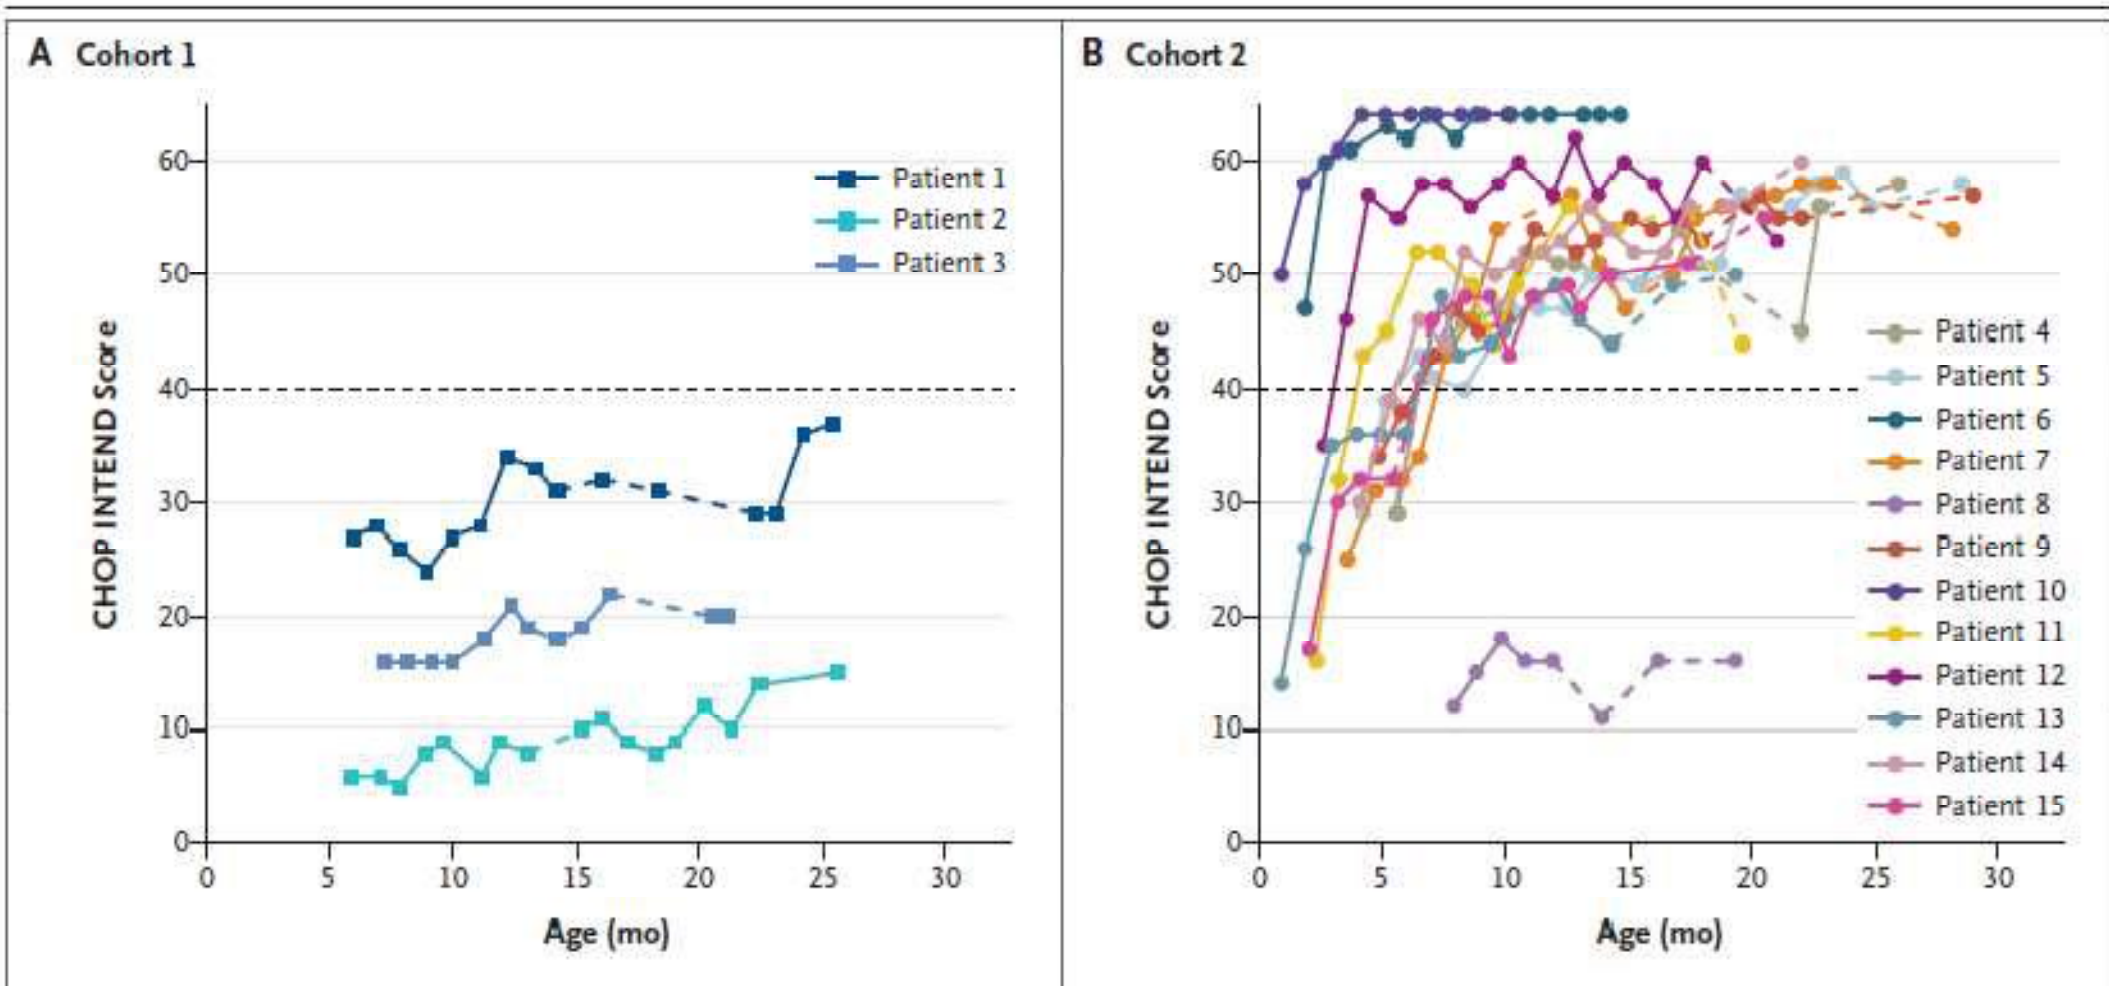 A Cohort 1
CHOP INTEND Score
60
50
40
30
20
10
0
Patient 1
Patient 2
Patient 3
0 5 10 15 20 25 30
Age (mo)
B Cohort 2
CHOP INTEND Score
60
50
40
30
20
10
0
Patient 4
Patient 5
Patient 6
Patient 7
Patient 8
Patient 9
Patient 10
Patient 11
Patient 12
Patient 13
Patient 14
Patient 15
0 5 10 15 20 25 30
Age (mo)